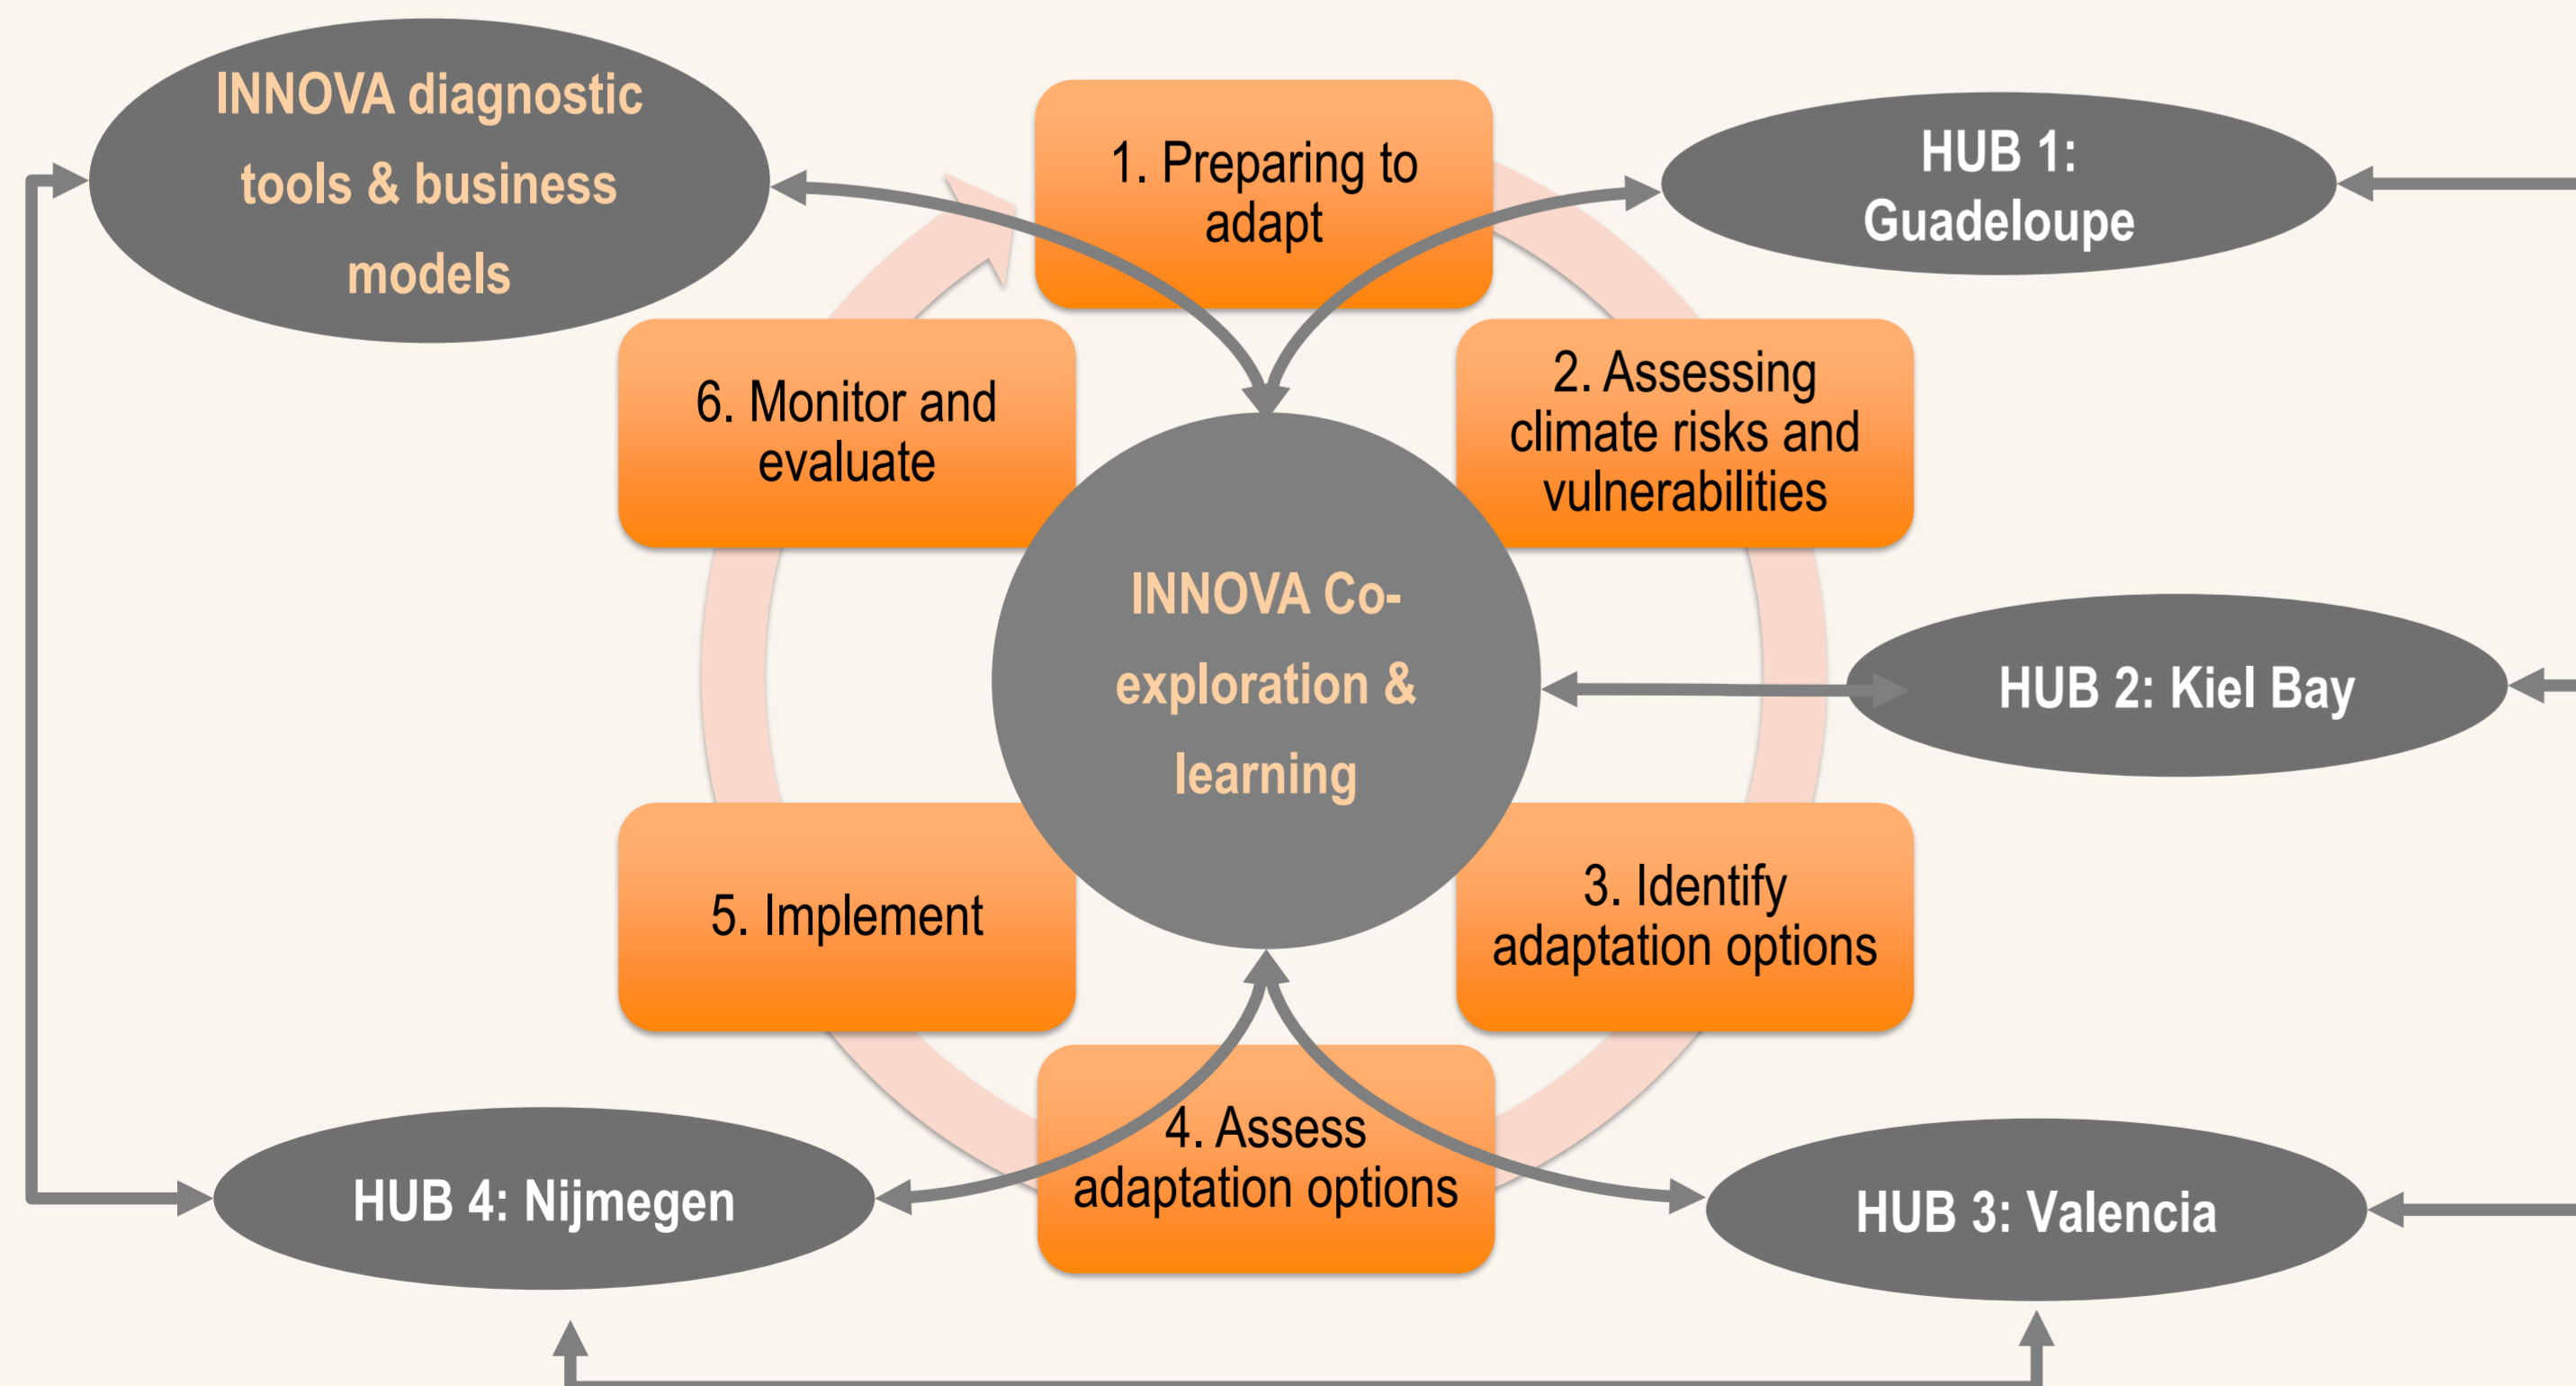 INNOVA diagnostic
tools & business
models
1. Preparing to
adapt
HUB 1:
Guadeloupe
2. Assessing
climate risks and
vulnerabilities
6. Monitor and
evaluate
INNOVA Co-
exploration &
learning
HUB 2: Kiel Bay
3. Identify
adaptation options
5. Implement
4. Assess
adaptation options
HUB 4: Nijmegen
HUB 3: Valencia